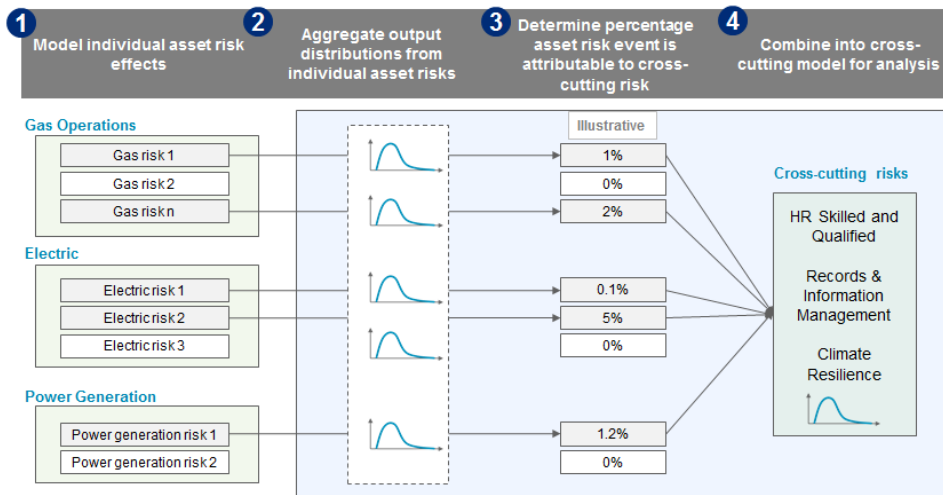 1
Model individual asset risk
effects
2
Aggregate output
distributions from
individual asset risks
3
Determine percentage
asset risk event is
attributable to cross-
cutting risk
4
Combine into cross-
cutting model for analysis
Gas Operations
Gas risk 1
Gas risk 2
Gas risk n
Electric
Electric risk 1
Electric risk 2
Electric risk 3
Power Generation
Power generation risk 1
Power generation risk 2
Illustrative
1%
0%
2%
0.1%
5%
0%
1.2%
0%
Cross-cutting risks
HR Skilled and
Qualified
Records &
Information
Management
Climate
Resilience